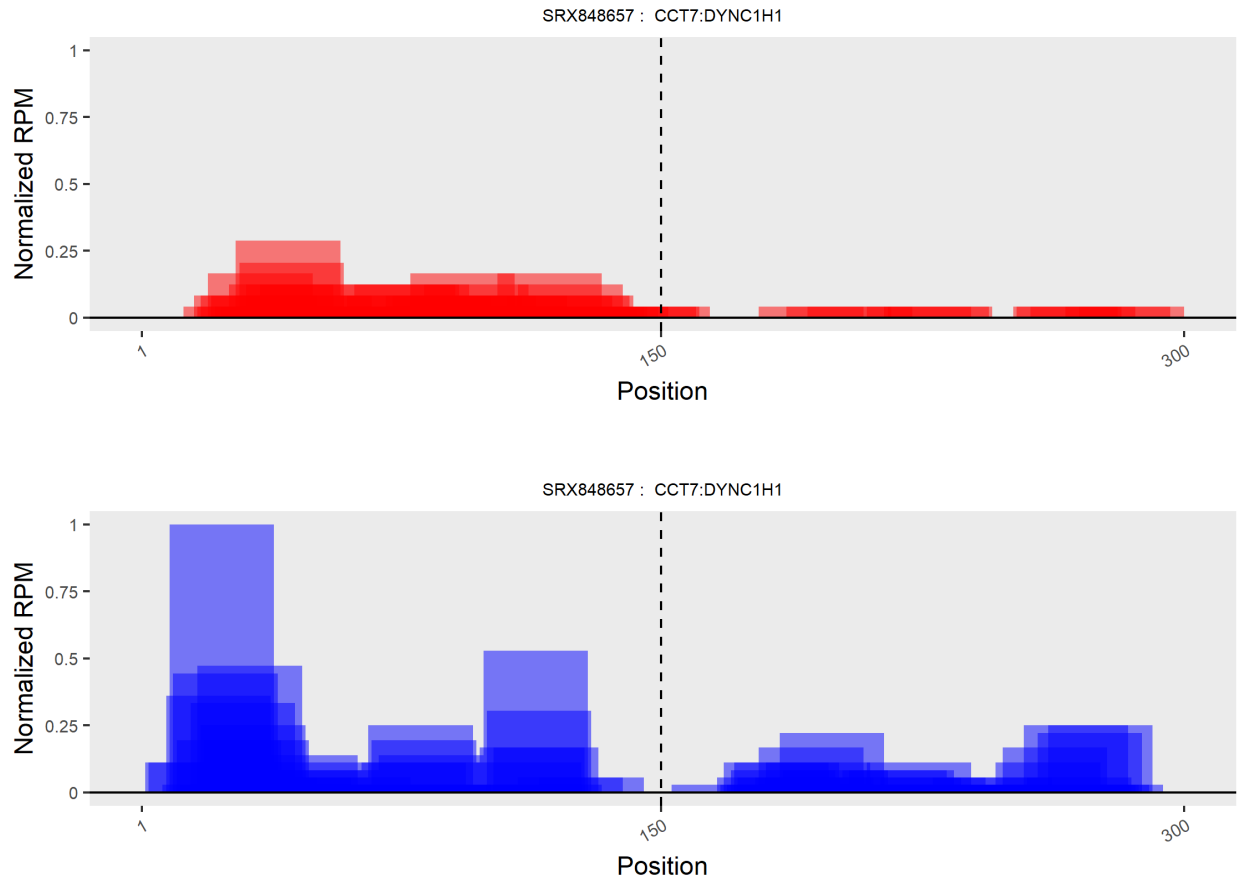 SRX848657 :  CCT7:DYNC1H1
Normalized RPM
1
0.75
0.5
0.25
0
1
150
300
Position
SRX848657 :  CCT7:DYNC1H1
Normalized RPM
1
0.75
0.5
0.25
0
1
150
300
Position